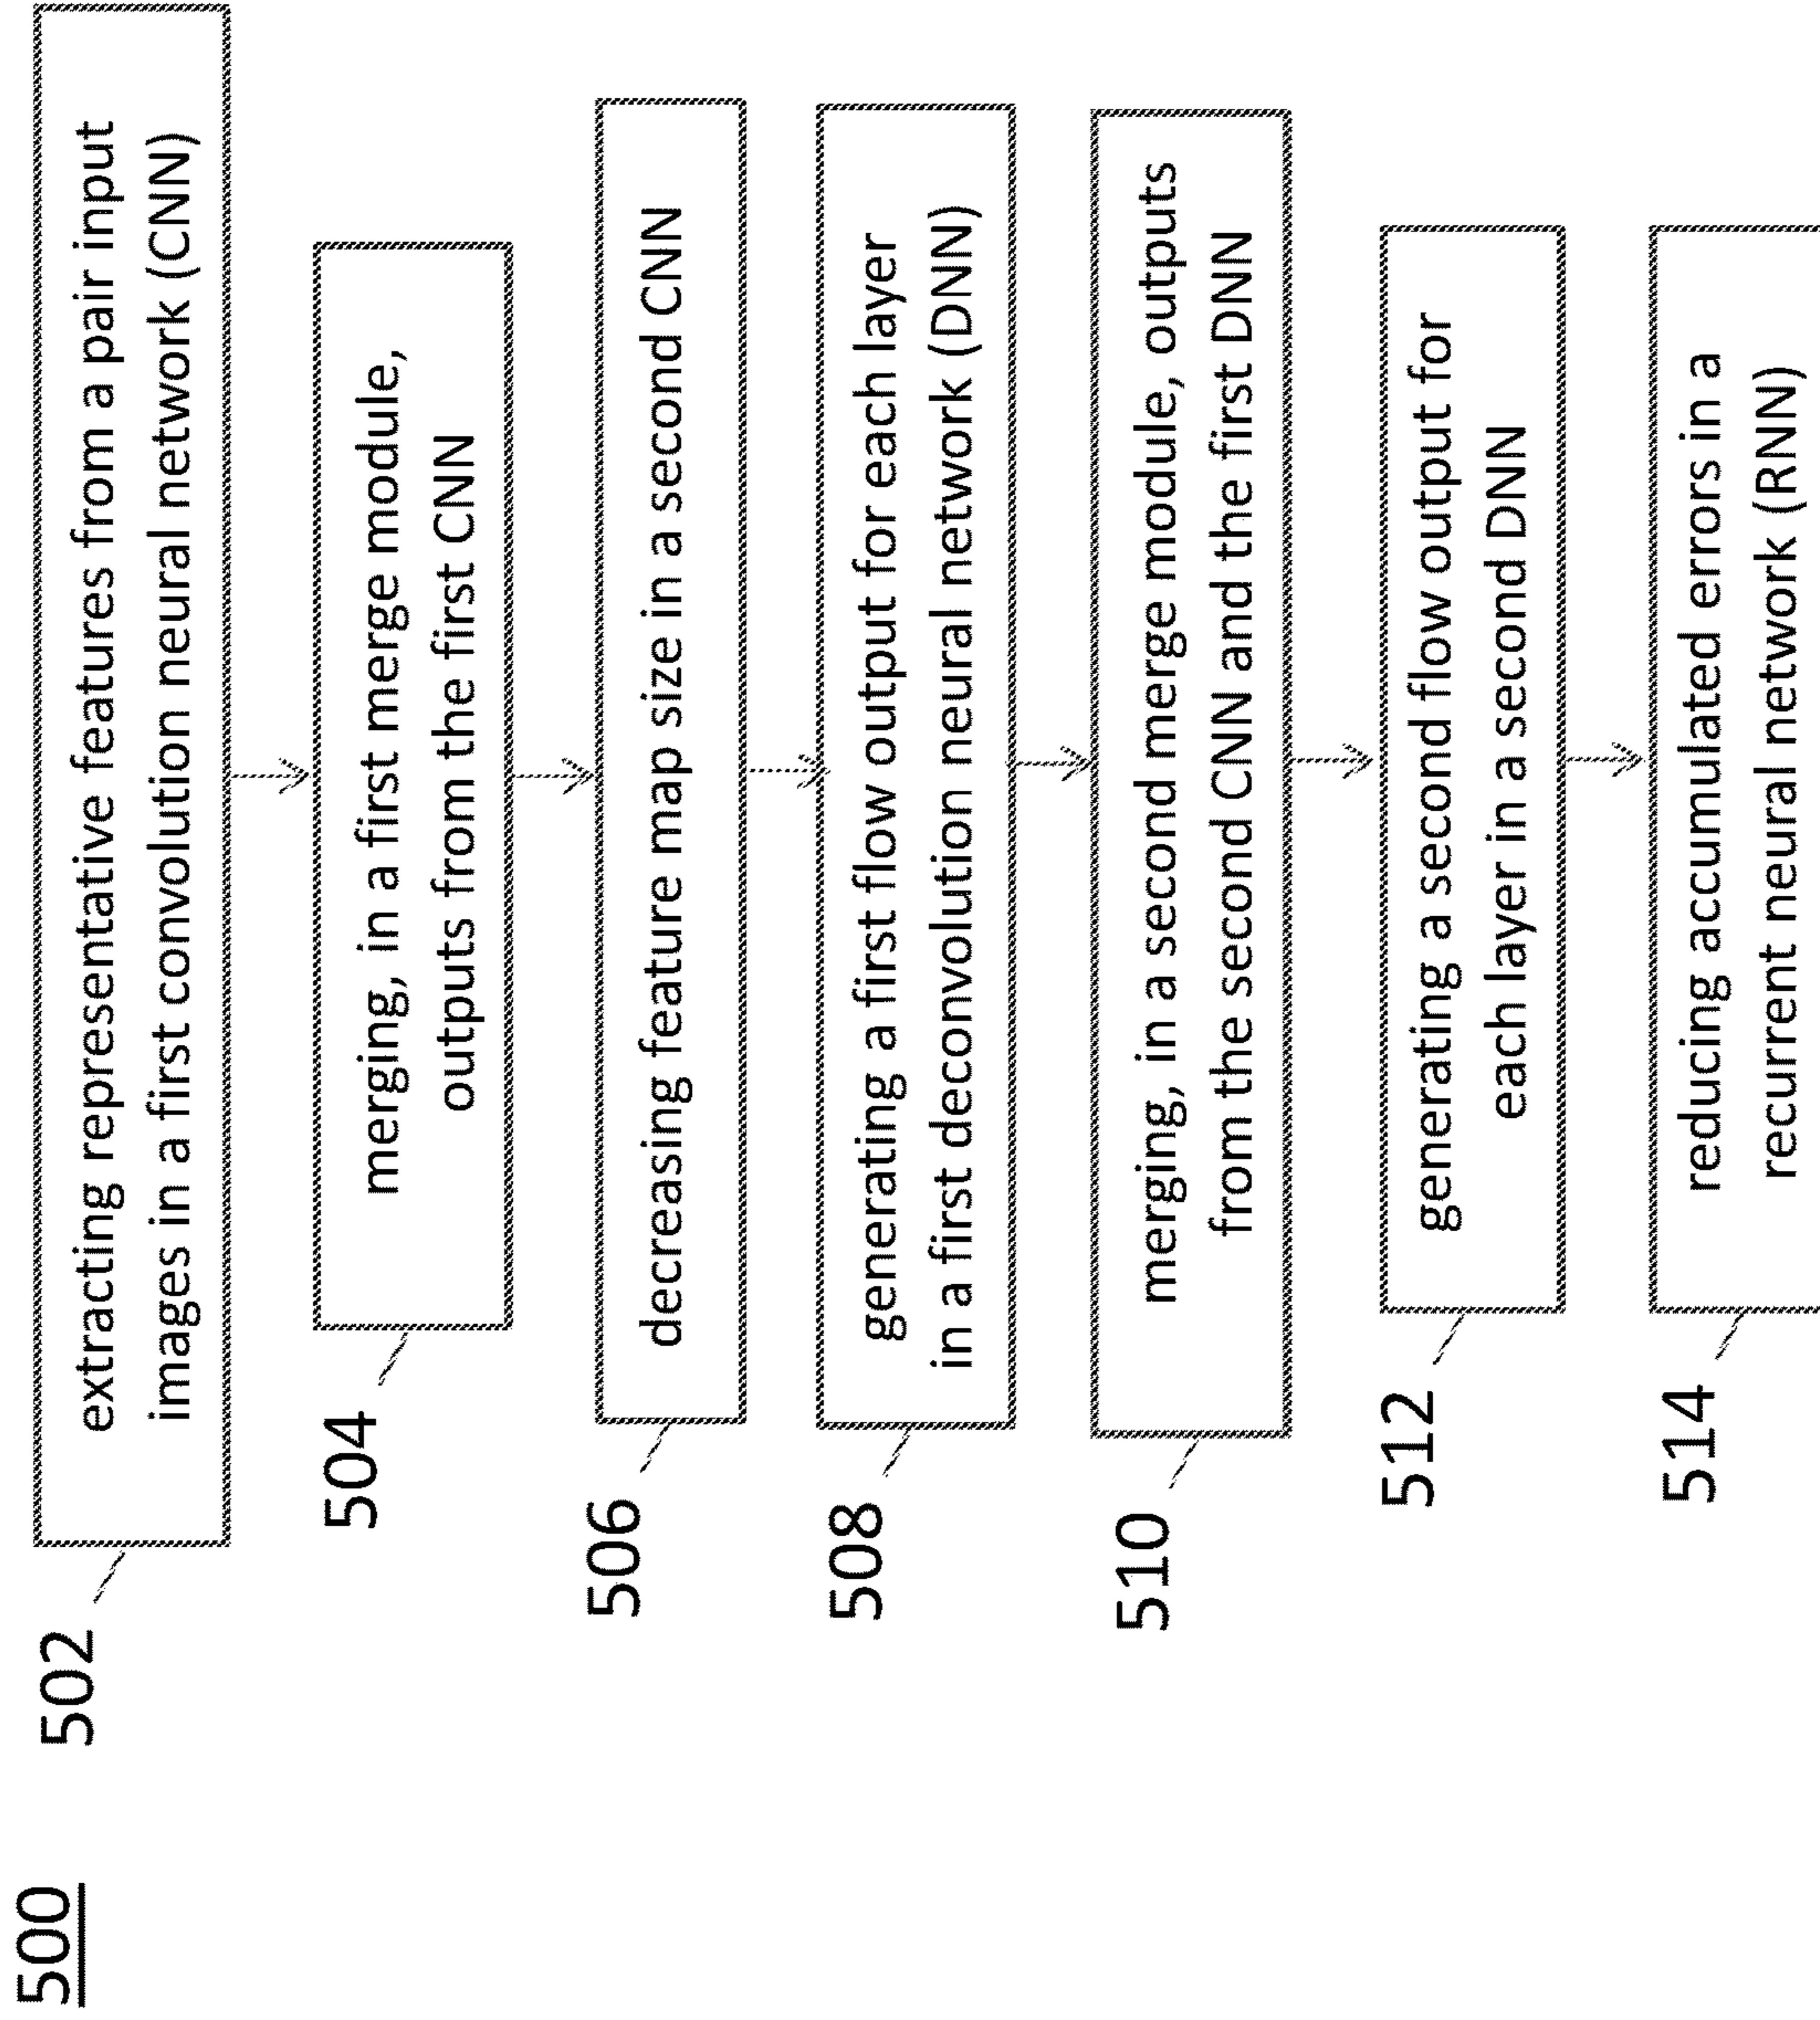 500
502
extracting representative features from a pair input
images in a first convolution neural network (CNN)
504
merging, in a first merge module,
outputs from the first CNN
506
decreasing feature map size in a second CNN
508
generating a first flow output for each layer
in a first deconvolution neural network (DNN)
510
merging, in a second merge module, outputs
from the second CNN and the first DNN
512
generating a second flow output for
each layer in a second DNN
514
reducing accumulated errors in a
recurrent neural network (RNN)